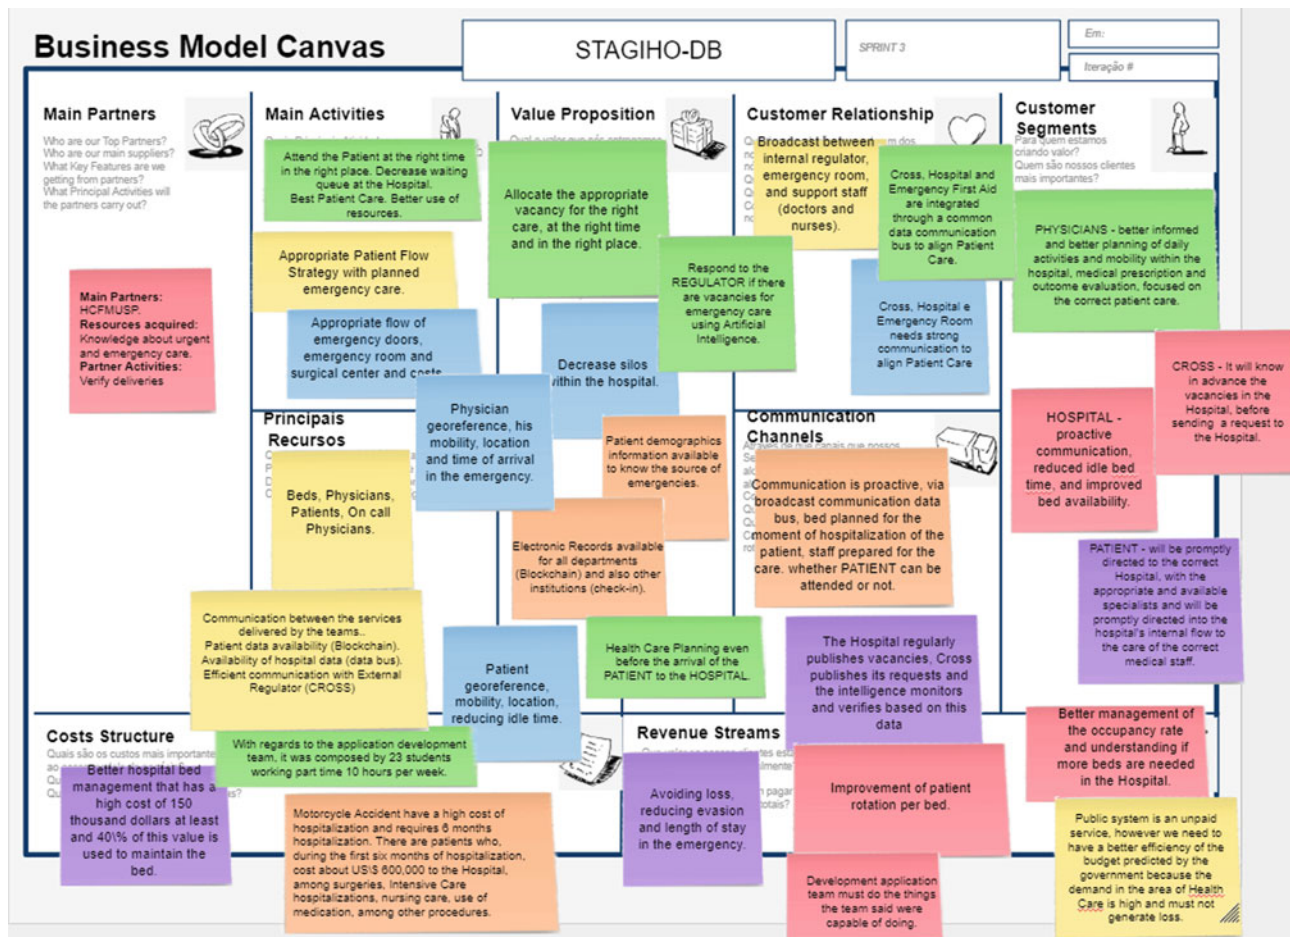 Business Model Canvas
STAGIHO-DB
SPRINT 3
Em:
Iteração #
Main Partners
Who are our Top Partners?
Who are our main suppliers?
What Key Features are we
getting from partners?
What Principal Activities will
the partners carry out?
Main Partners:
HCFMUSP.
Resources acquired:
Knowledge about urgent
and emergency care.
Partner Activities:
Verify deliveries
Main Activities
Attend the Patient at the right time
in the right place. Decrease waiting
queue at the Hospital.
Best Patient Care. Better use of
resources.
Appropriate Patient Flow
Strategy with planned
emergency care.
Appropriate flow of
emergency doors,
emergency room and
surgical center and costs
Principais
Recursos
Physician
georeference, his
mobility, location
and time of arrival
in the emergency.
Beds, Physicians,
Patients, On call
Physicians.
Communication between the services
delivered by the teams..
Patient data availability (Blockchain).
Availability of hospital data (data bus).
Efficient communication with External
Regulator (CROSS)
Patient
georeference,
mobility, location,
reducing idle time.
Value Proposition
Allocate the appropriate
vacancy for the right
care, at the right time
and in the right place.
Respond to the
REGULATOR if there
are vacancies for
emergency care
using Artificial
Intelligence.
Decrease silos
within the hospital.
Patient demographics
information available
to know the source of
emergencies.
Electronic Records available
for all departments
(Blockchain) and also other
institutions (check-in).
Health Care Planning even
before the arrival of the
PATIENT to the HOSPITAL.
Customer Relationship
Broadcast between
internal regulator,
emergency room,
and support staff
(doctors and
nurses).
Cross, Hospital and
Emergency First Aid
are integrated
through a common
data communication
bus to align Patient
Care.
Cross, Hospital e
Emergency Room
needs strong
communication to
align Patient Care
Communication
Channels
Através de que canais que nossos
Communication is proactive, via
broadcast communication data
bus, bed planned for the
moment of hospitalization of the
patient, staff prepared for the
care. whether PATIENT can be
attended or not.
The Hospital regularly
publishes vacancies, Cross
publishes its requests and
the intelligence monitors
and verifies based on this
data
Customer
Segments
Para quem estamos
criando valor?
Quem são nossos clientes
mais importantes?
PHYSICIANS - better informed
and better planning of daily
activities and mobility within the
hospital, medical prescription and
outcome evaluation, focused on
the correct patient care.
CROSS - It will know
in advance the
vacancies in the
Hospital, before
sending a request to
the Hospital.
HOSPITAL -
proactive
communication,
reduced idle bed
time, and improved
bed availability.
PATIENT - will be promptly
directed to the correct
Hospital, with the
appropriate and available
specialists and will be
promptly directed into the
hospital's internal flow to
the care of the correct
medical staff.
Costs Structure
Quais são os custos mais importante
Better hospital bed
management that has a
high cost of 150
thousand dollars at least
and 40\% of this value is
used to maintain the
bed.
With regards to the application development
team, it was composed by 23 students
working part time 10 hours per week.
Motorcycle Accident have a high cost of
hospitalization and requires 6 months
hospitalization. There are patients who,
during the first six months of hospitalization,
cost about US\$ 600,000 to the Hospital,
among surgeries, Intensive Care
hospitalizations, nursing care, use of
medication, among other procedures.
Revenue Streams
Avoiding loss,
reducing evasion
and length of stay
in the emergency.
Improvement of patient
rotation per bed.
Development application
team must do the things
the team said were
capable of doing.
Better management of
the occupancy rate
and understanding if
more beds are needed
in the Hospital.
Public system is an unpaid
service, however we need to
have a better efficiency of the
budget predicted by the
government because the
demand in the area of Health
Care is high and must not
generate loss.